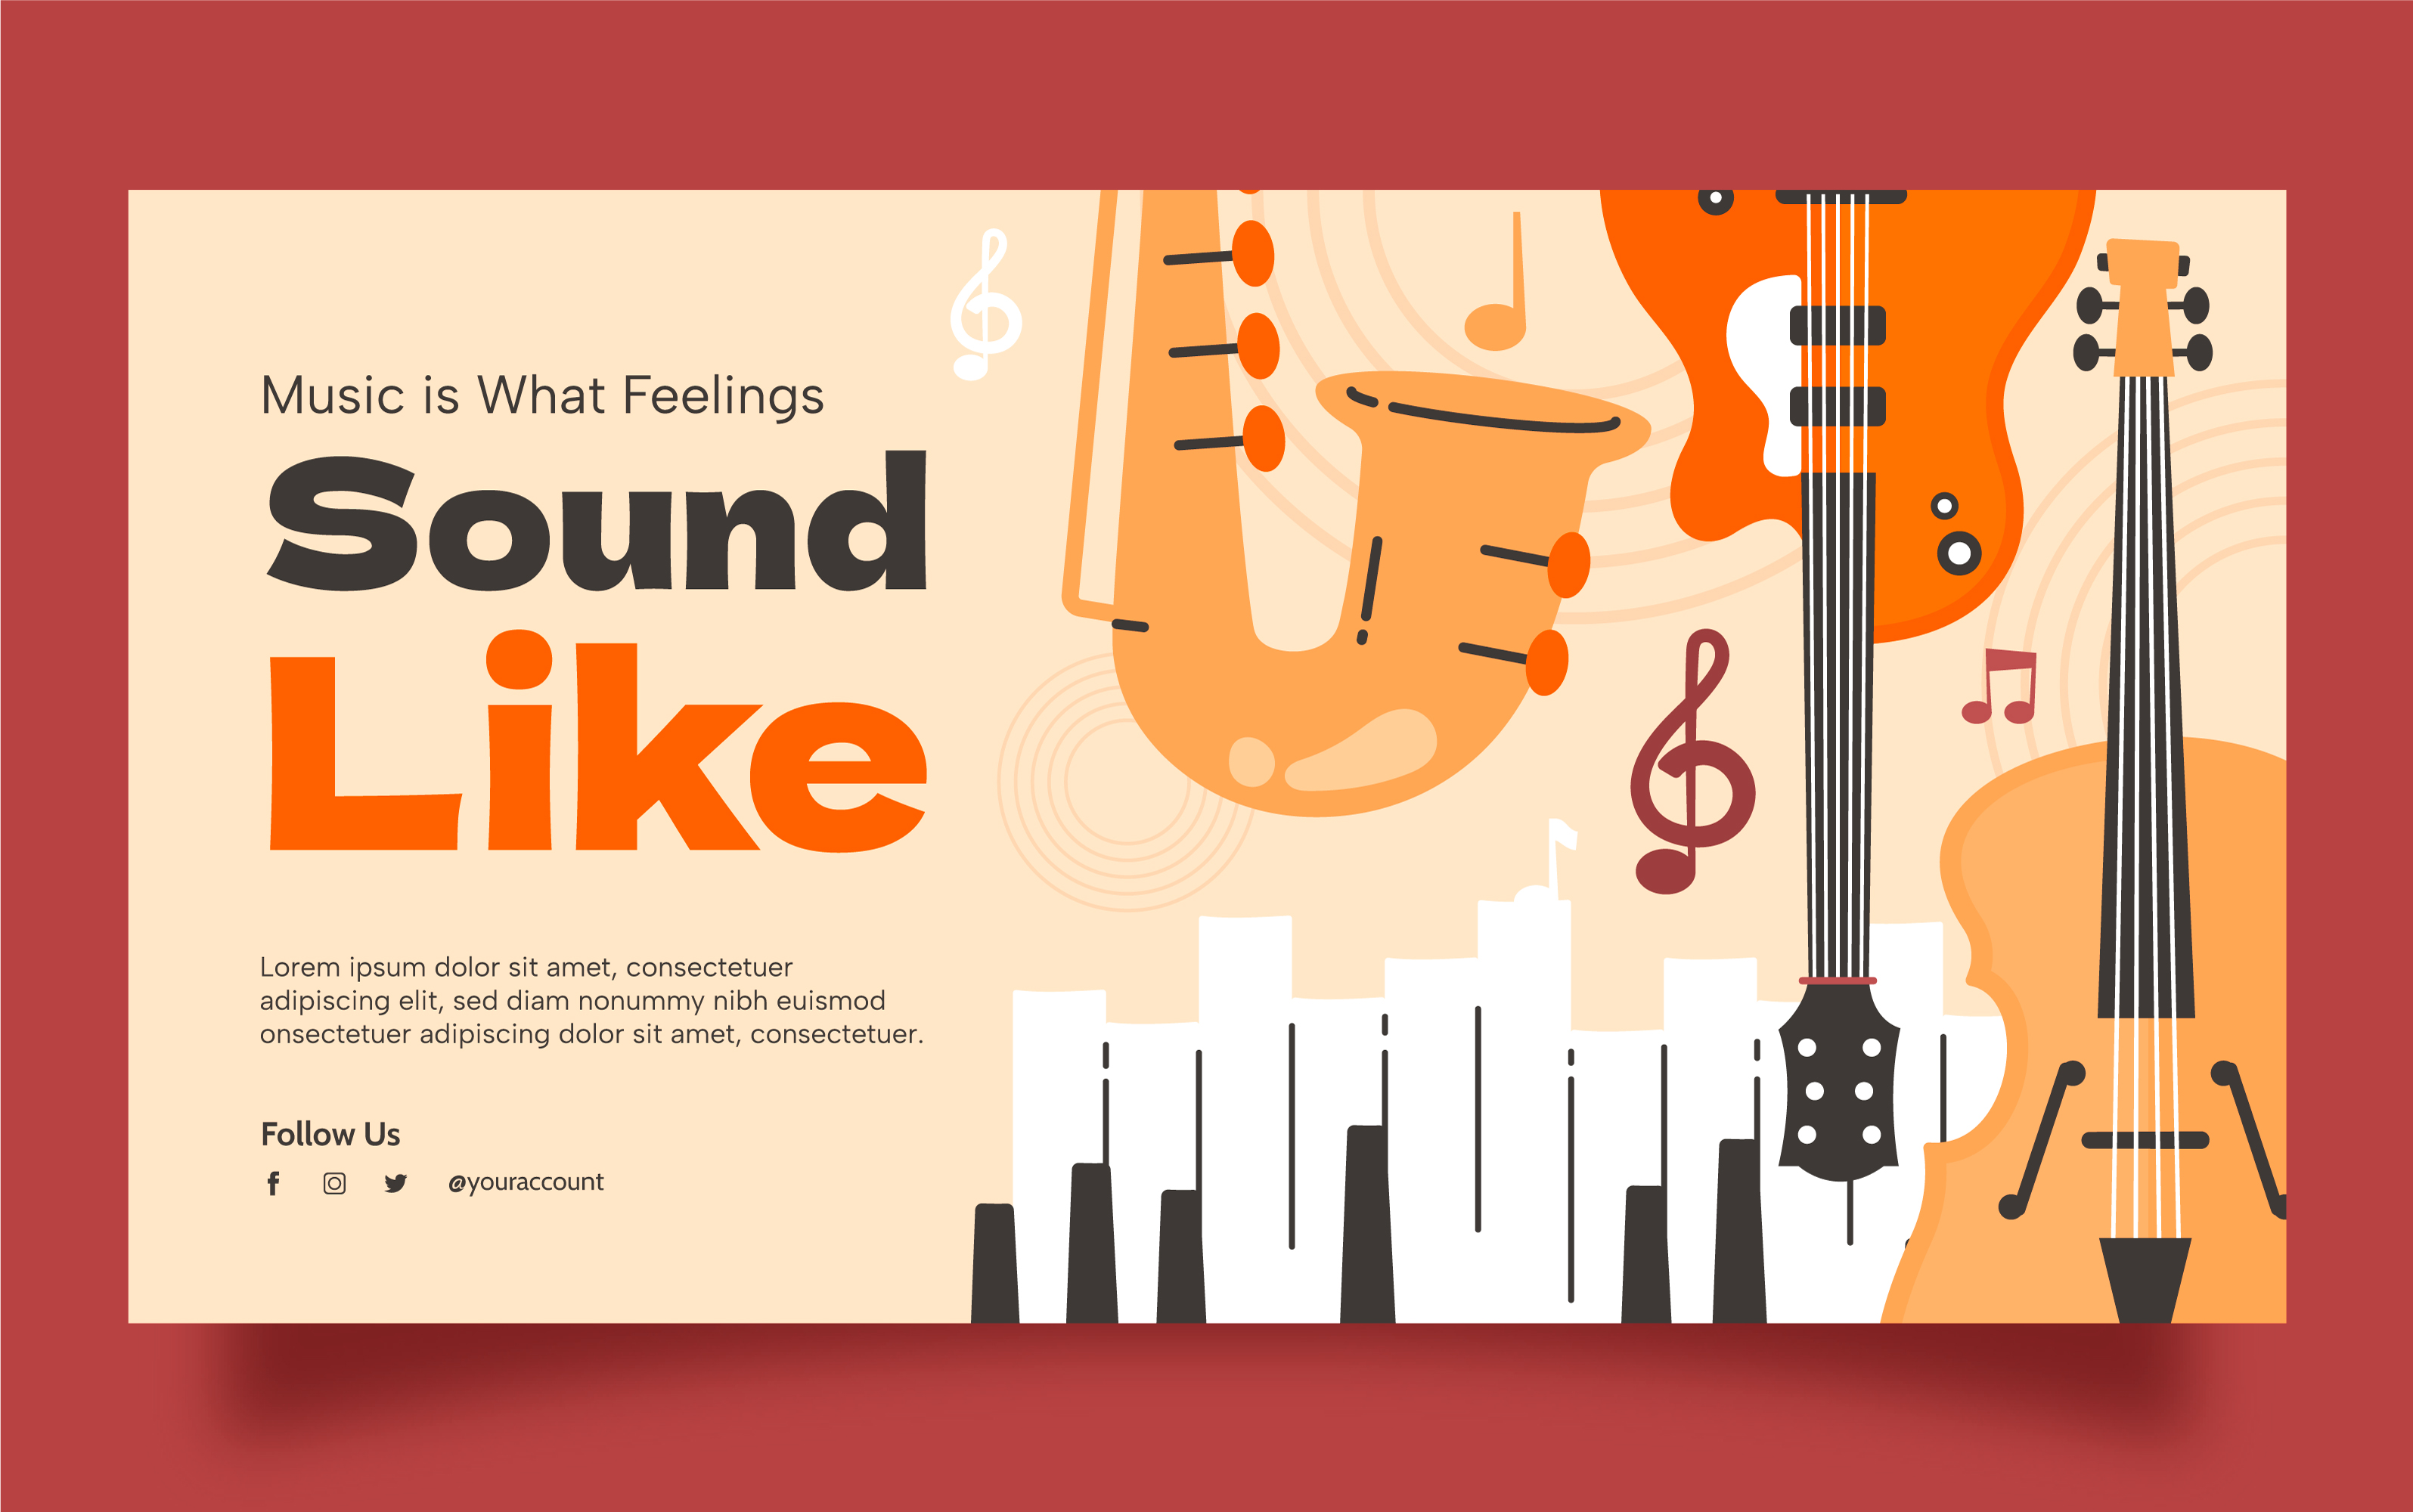 Music is What Feelings
Sound
Like
Lorem ipsum dolor sit amet, consectetuer
adipiscing elit, sed diam nonummy nibh euismod
onsectetuer adipiscing dolor sit amet, consectetuer.
Follow Us
@youraccount